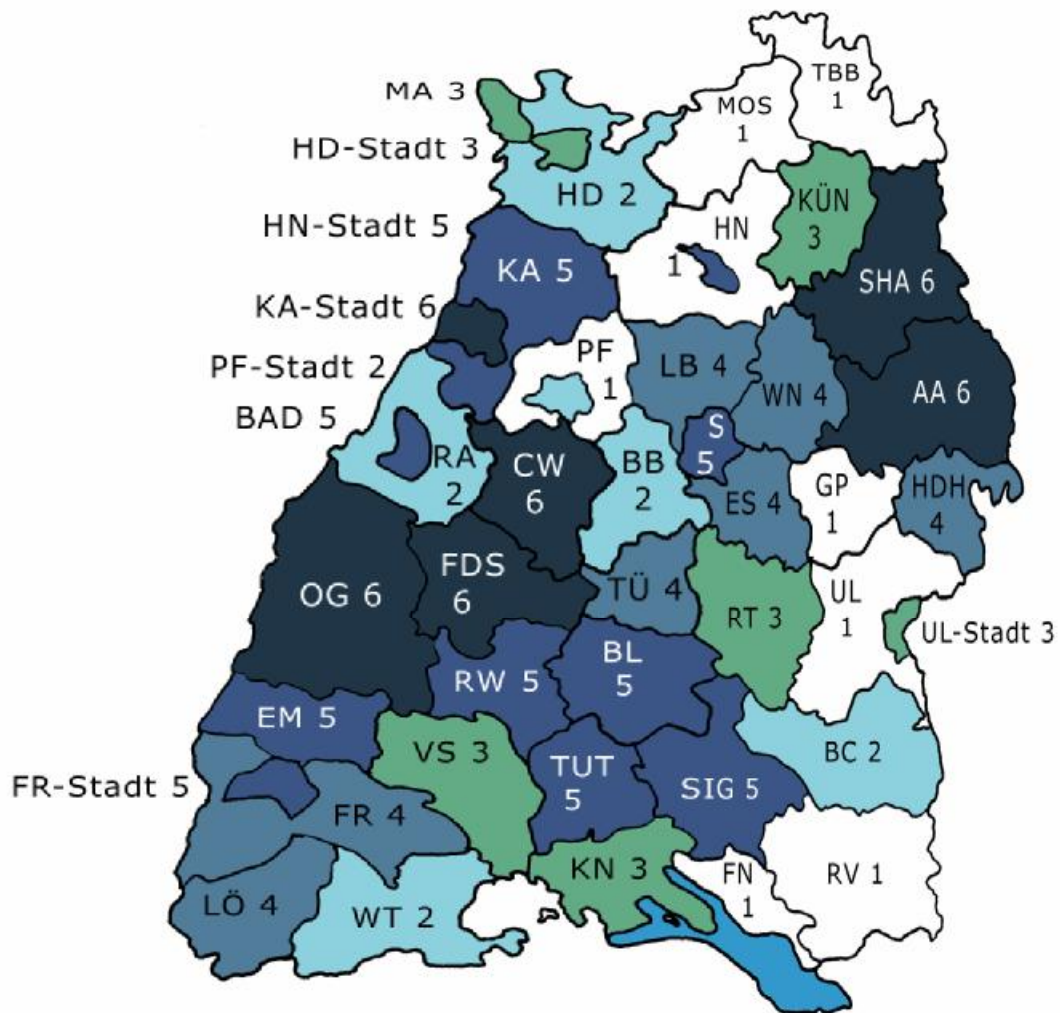 TBB
1
MA 3
MOS
1
HD-Stadt 3
HD 2
KÜN
3
HN-Stadt 5
HN
1
KA 5
SHA 6
KA-Stadt 6
PF
1
PF-Stadt 2
LB 4
WN 4
AA 6
BAD 5
S
5
RA
2
CW
6
BB
2
ES 4
GP
1
HDH
4
OG 6
FDS
6
TÜ 4
RT 3
UL
1
UL-Stadt 3
RW 5
BL
5
EM 5
VS 3
TUT
5
SIG 5
BC 2
FR-Stadt 5
FR 4
KN 3
FN
1
RV 1
LÖ 4
WT 2